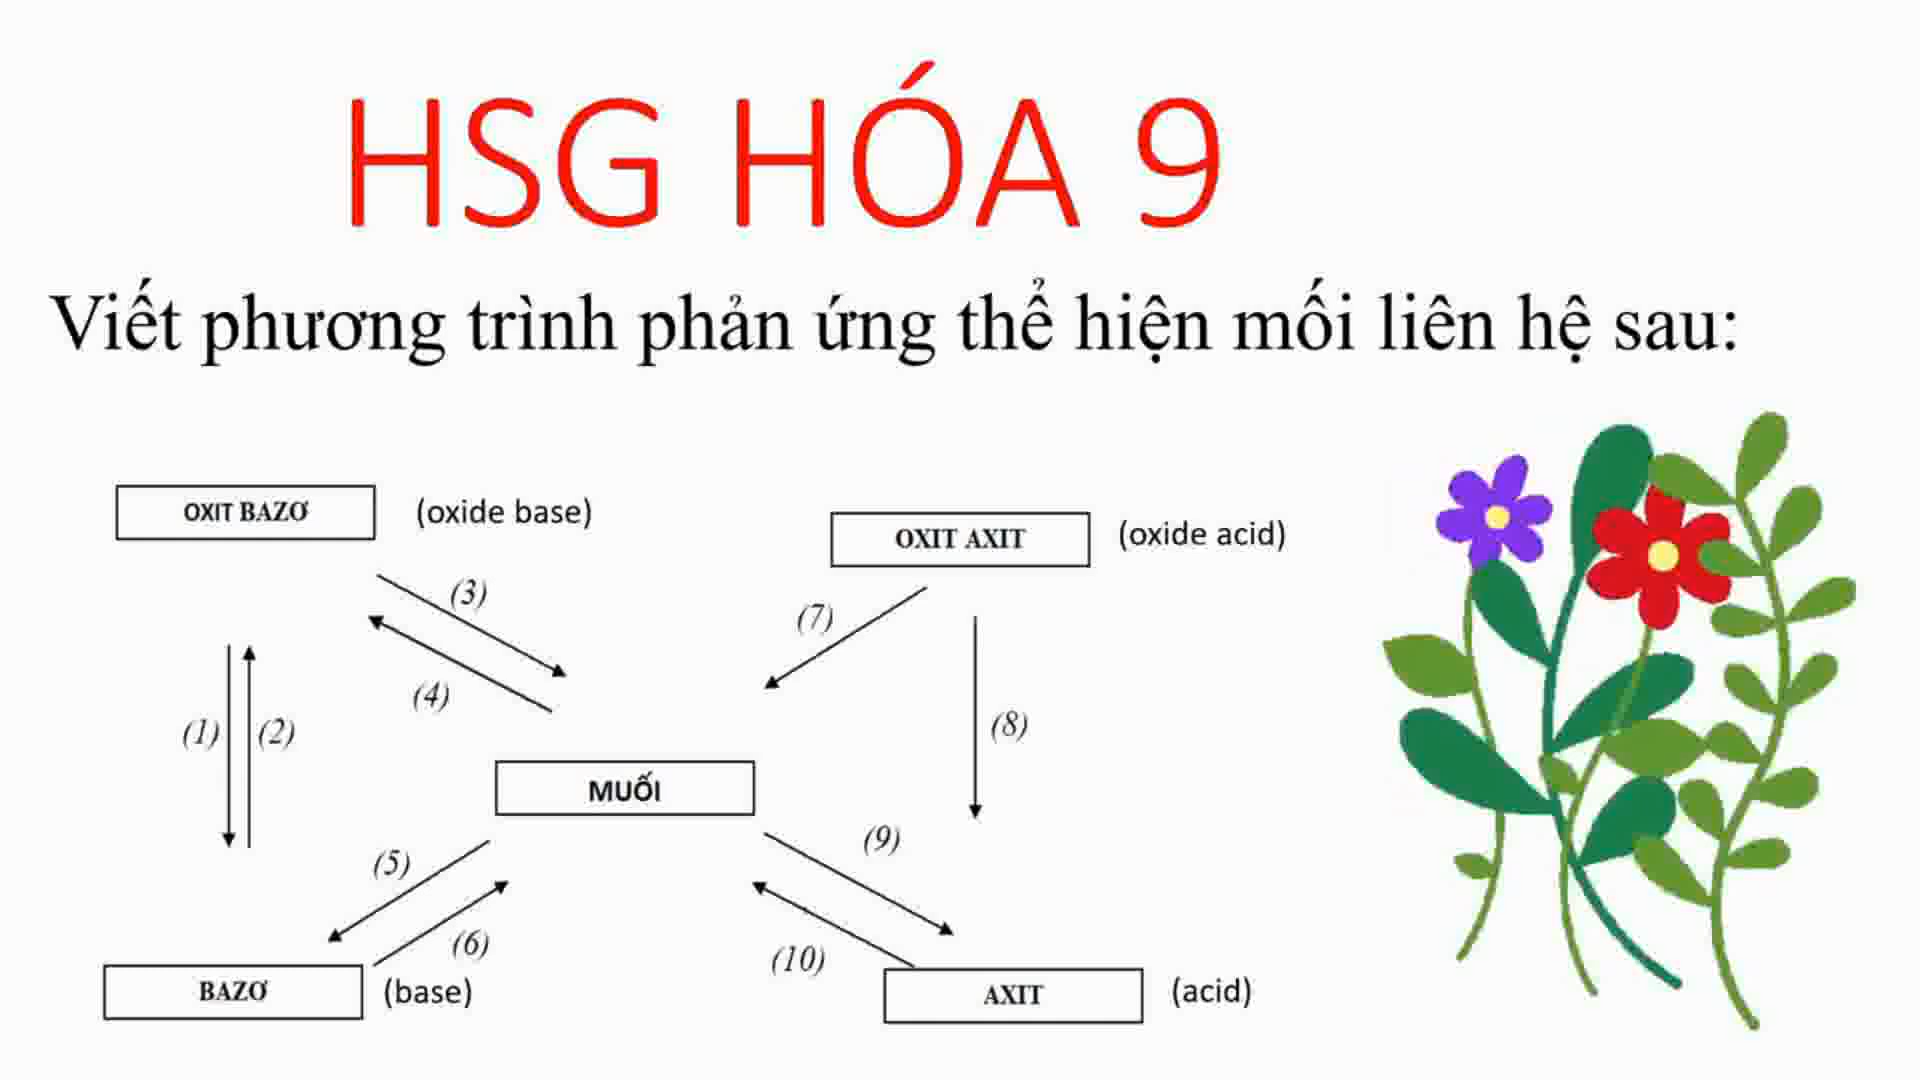 HSG HÓA 9
Viết phương trình phản ứng thể hiện mối liên hệ sau:
OXIT BAZƠ (oxide base)
OXIT AXIT (oxide acid)
(3)
(7)
(4)
(1) (2)
(8)
MUỐI
(5)
(9)
(6)
(10)
BAZƠ (base)
AXIT (acid)